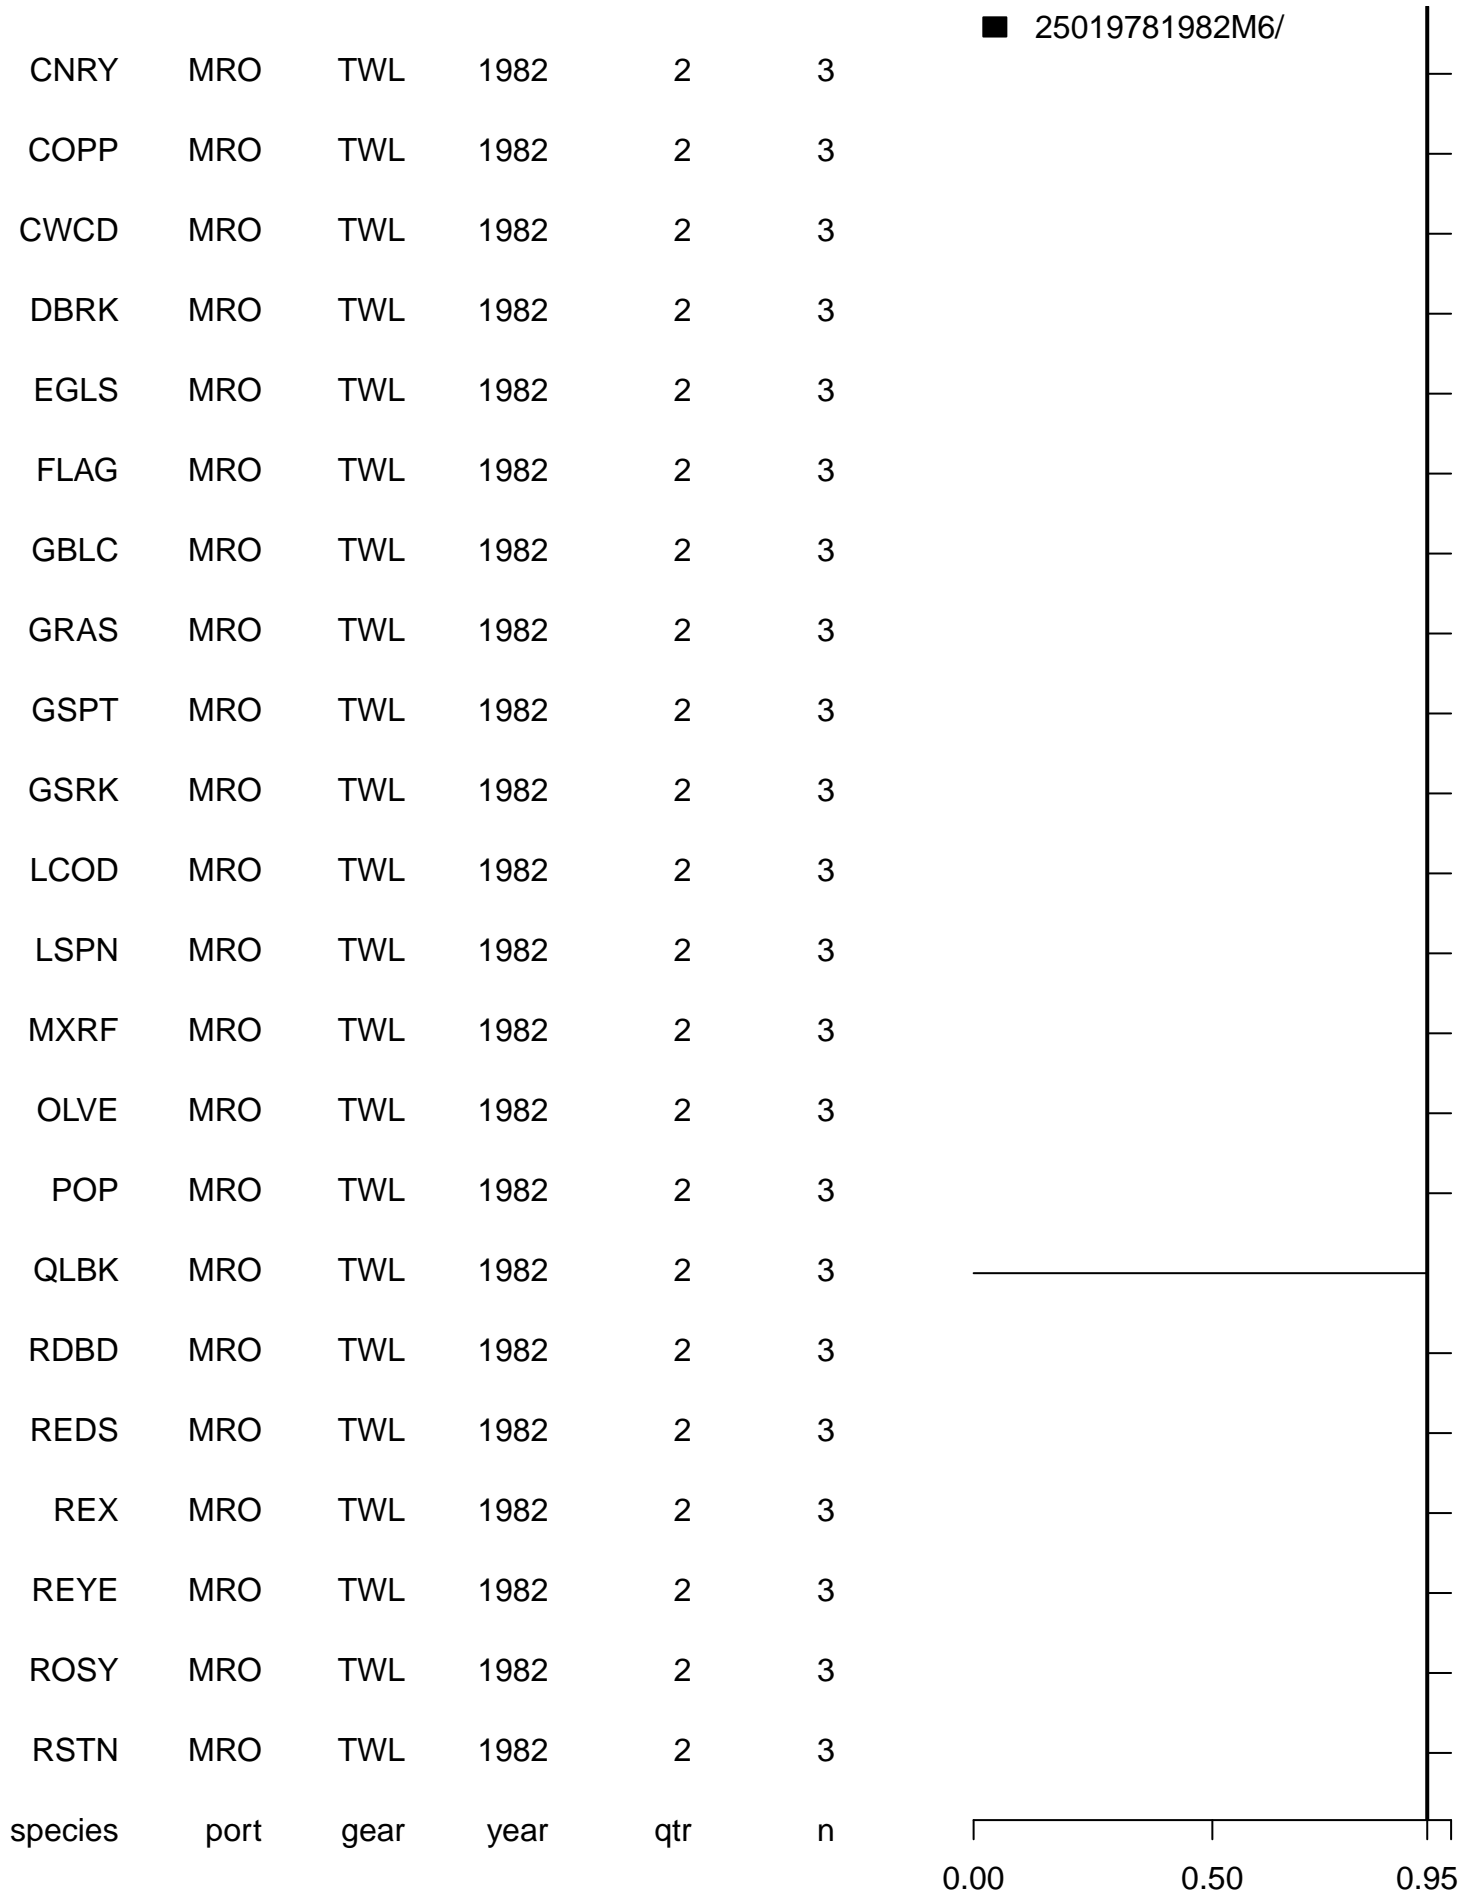 25019781982M6/
CNRY MRO TWL 1982 2 3
COPP MRO TWL 1982 2 3
CWCD MRO TWL 1982 2 3
DBRK MRO TWL 1982 2 3
EGLS MRO TWL 1982 2 3
FLAG MRO TWL 1982 2 3
GBLC MRO TWL 1982 2 3
GRAS MRO TWL 1982 2 3
GSPT MRO TWL 1982 2 3
GSRK MRO TWL 1982 2 3
LCOD MRO TWL 1982 2 3
LSPN MRO TWL 1982 2 3
MXRF MRO TWL 1982 2 3
OLVE MRO TWL 1982 2 3
POP MRO TWL 1982 2 3
QLBK MRO TWL 1982 2 3
RDBD MRO TWL 1982 2 3
REDS MRO TWL 1982 2 3
REX MRO TWL 1982 2 3
REYE MRO TWL 1982 2 3
ROSY MRO TWL 1982 2 3
RSTN MRO TWL 1982 2 3
species port gear year qtr n
0.00 0.50 0.95